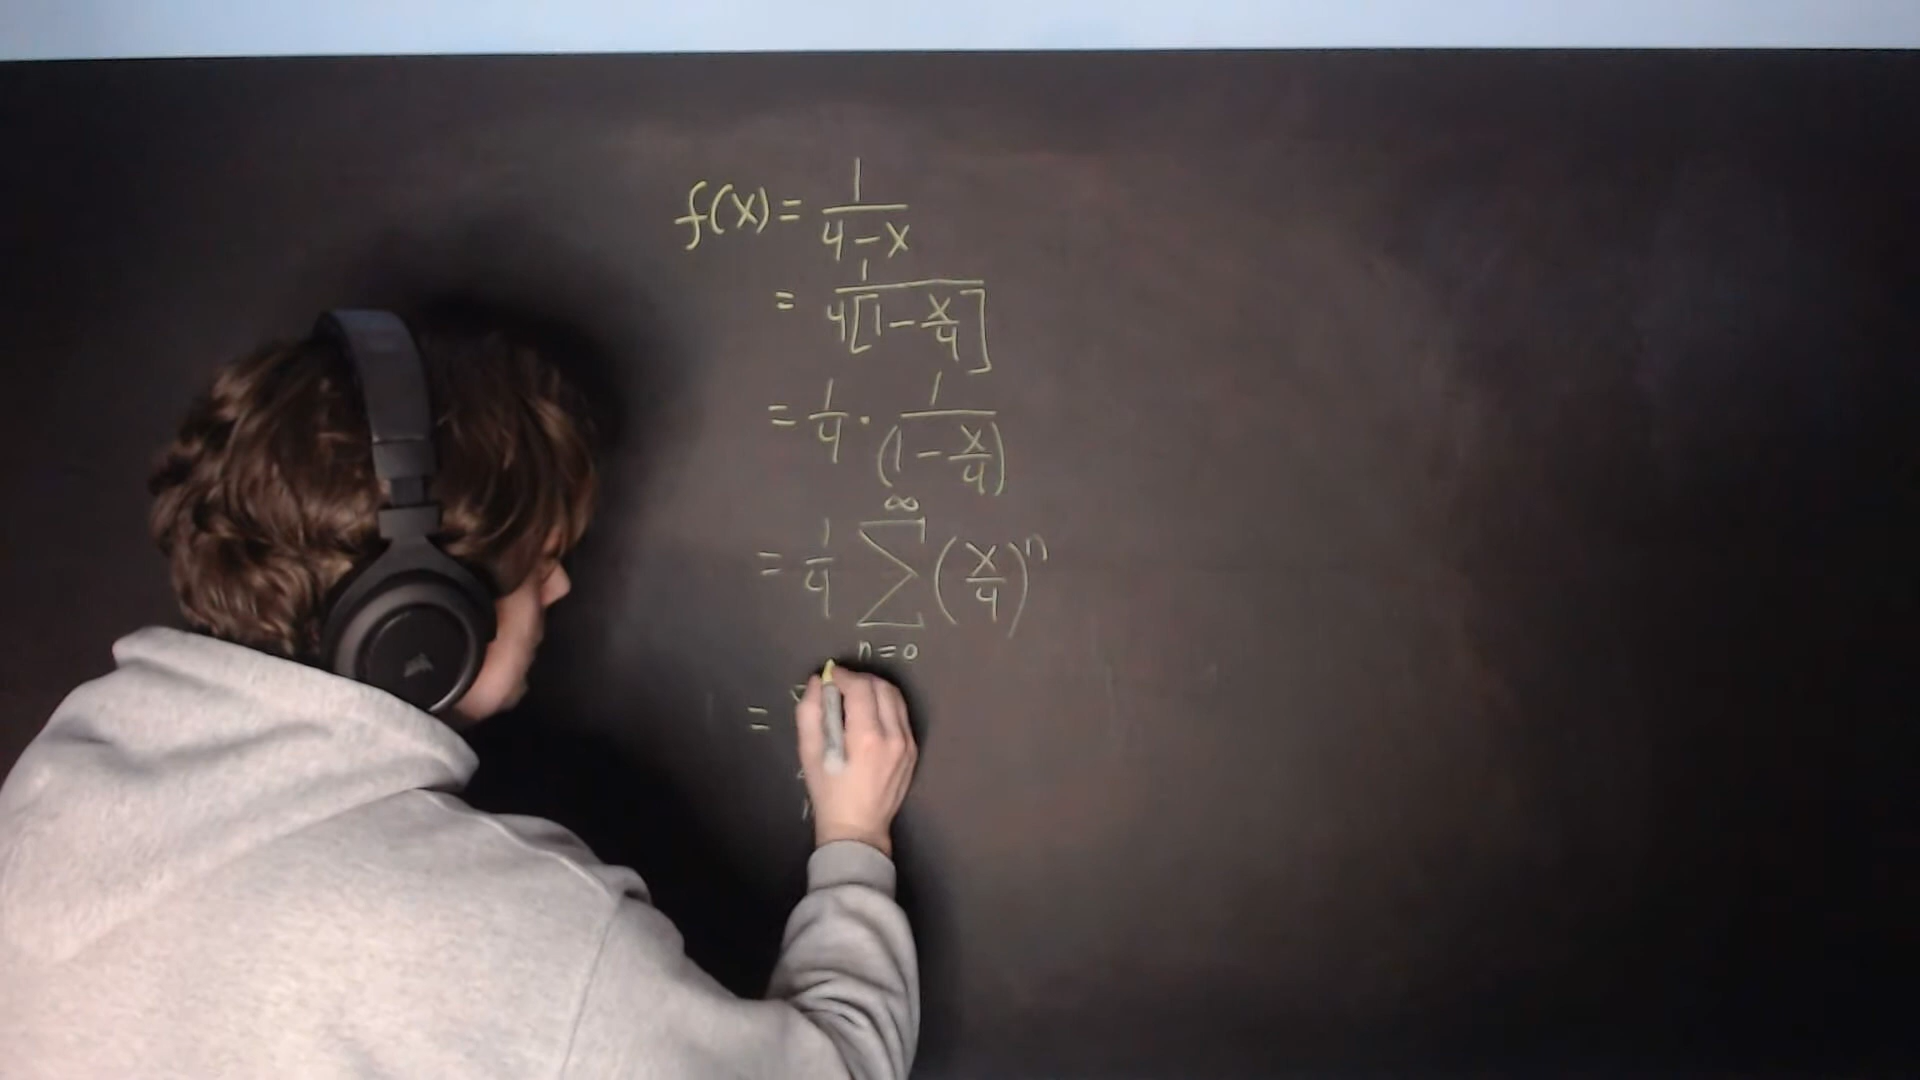 f(x) = 1/(4-x)
= 1/(4[1 - x/4])
= 1/4 · 1/(1 - x/4)
= 1/4 ∑_{n=0}^{∞} (x/4)^n
=